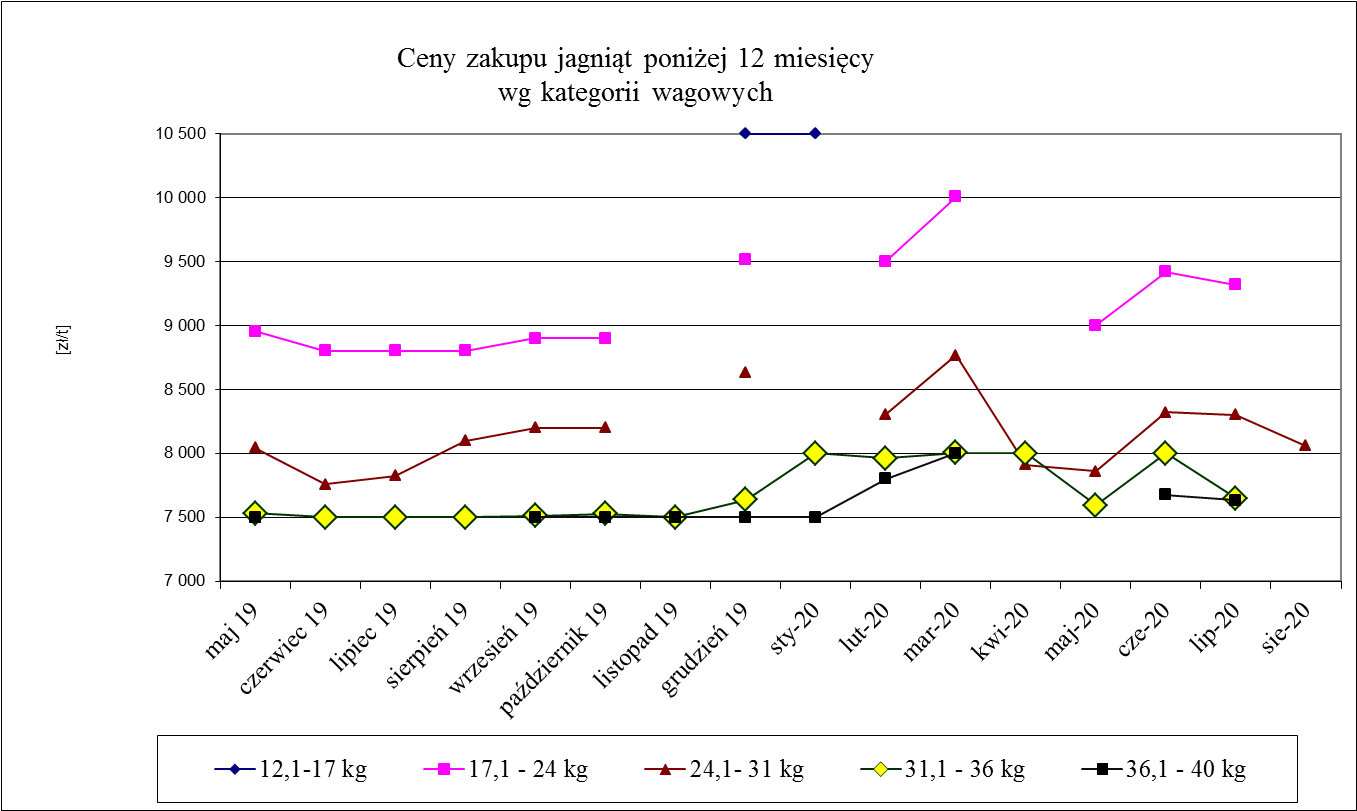 Ceny zakupu jagniąt poniżej 12 miesięcy
wg kategorii wagowych
[zł/t]
10 500
10 000
9 500
9 000
8 500
8 000
7 500
7 000
maj 19
czerwiec 19
lipiec 19
sierpień 19
wrzesień 19
październik 19
listopad 19
grudzień 19
sty-20
lut-20
mar-20
kwi-20
maj-20
cze-20
lip-20
sie-20
12,1-17 kg
17,1 - 24 kg
24,1- 31 kg
31,1 - 36 kg
36,1 - 40 kg